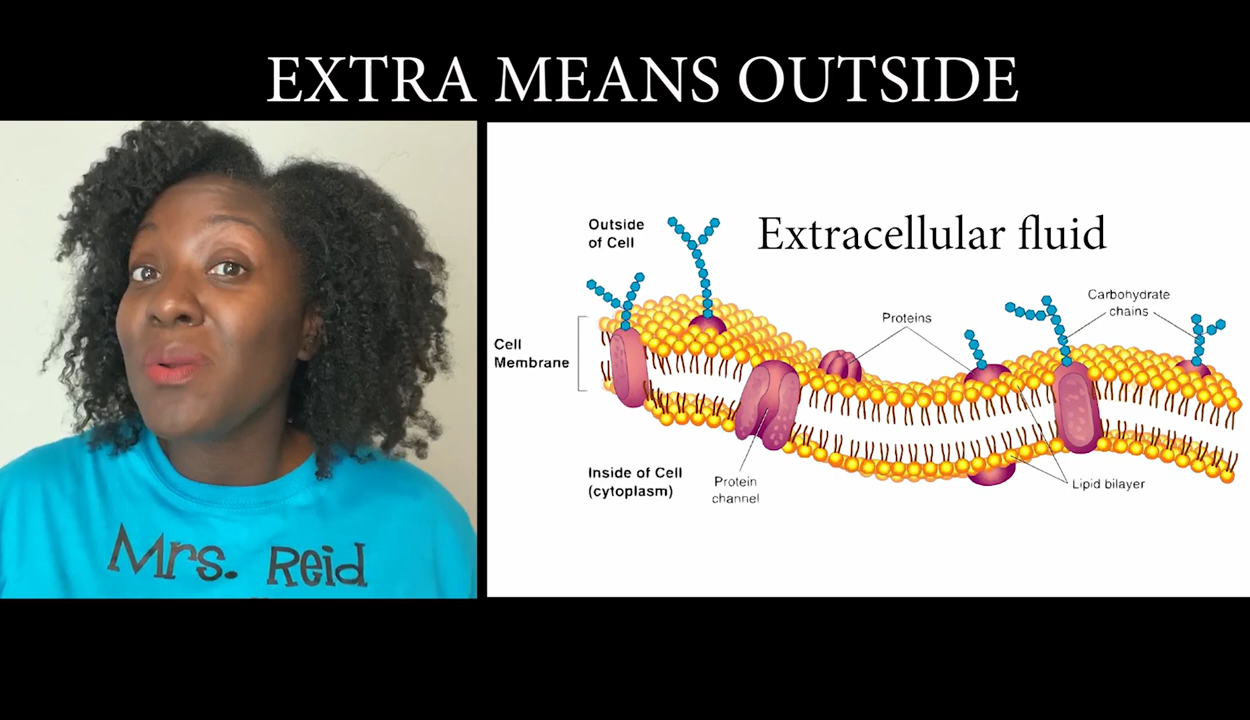 EXTRA MEANS OUTSIDE
Mrs. Reid
Outside
of Cell
Extracellular fluid
Carbohydrate
chains
Proteins
Cell
Membrane
Inside of Cell
(cytoplasm)
Protein
channel
Lipid bilayer